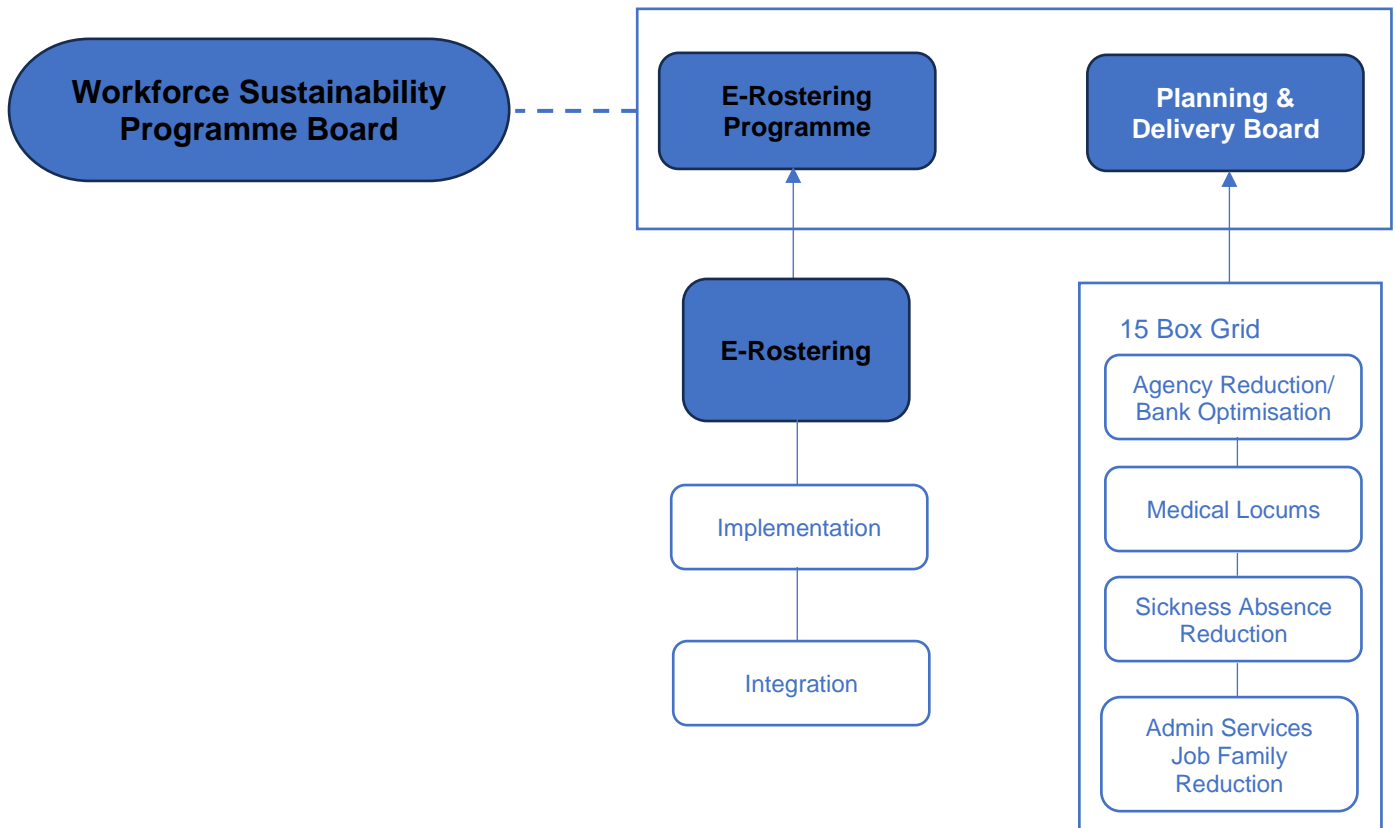 Workforce Sustainability
Programme Board
E-Rostering
Programme
Planning &
Delivery Board
E-Rostering
Implementation
Integration
15 Box Grid
Agency Reduction/
Bank Optimisation
Medical Locums
Sickness Absence
Reduction
Admin Services
Job Family
Reduction